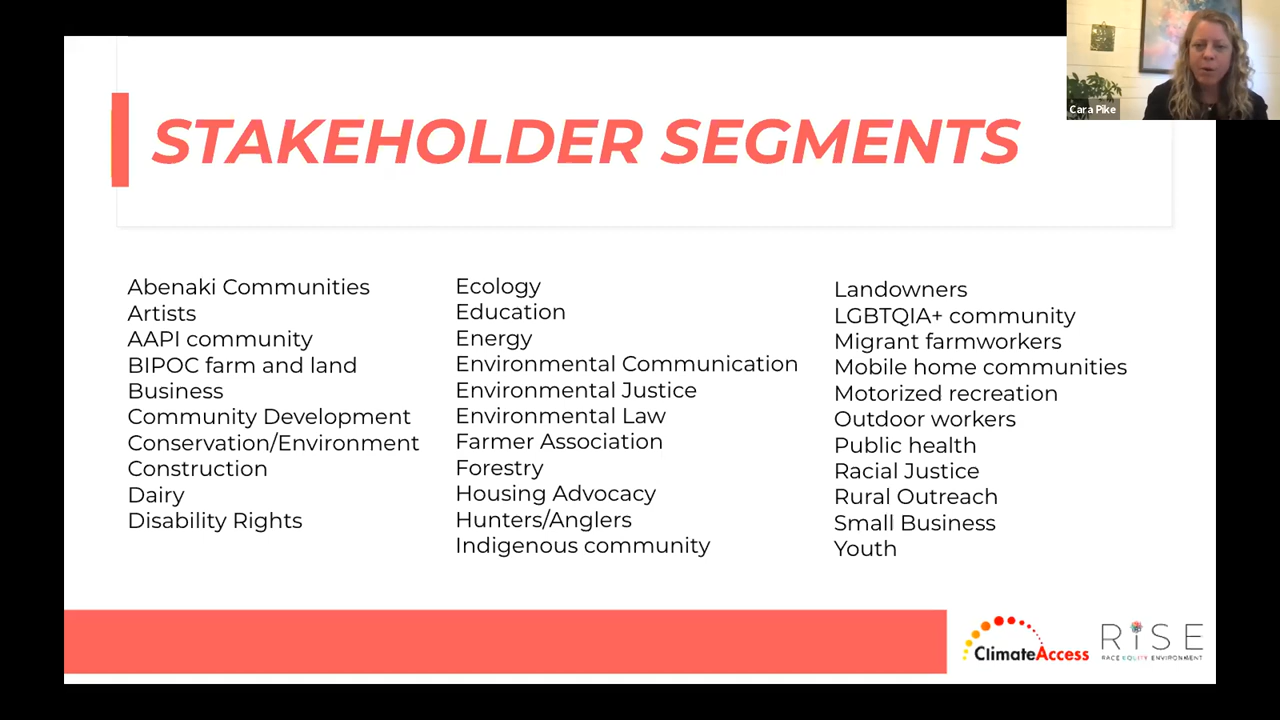 Cara Pike
STAKEHOLDER SEGMENTS
Abenaki Communities
Artists
AAPI community
BIPOC farm and land
Business
Community Development
Conservation/Environment
Construction
Dairy
Disability Rights
Ecology
Education
Energy
Environmental Communication
Environmental Justice
Environmental Law
Farmer Association
Forestry
Housing Advocacy
Hunters/Anglers
Indigenous community
Landowners
LGBTQIA+ community
Migrant farmworkers
Mobile home communities
Motorized recreation
Outdoor workers
Public health
Racial Justice
Rural Outreach
Small Business
Youth
ClimateAccess
RiSE
RACE EQUITY ENVIRONMENT